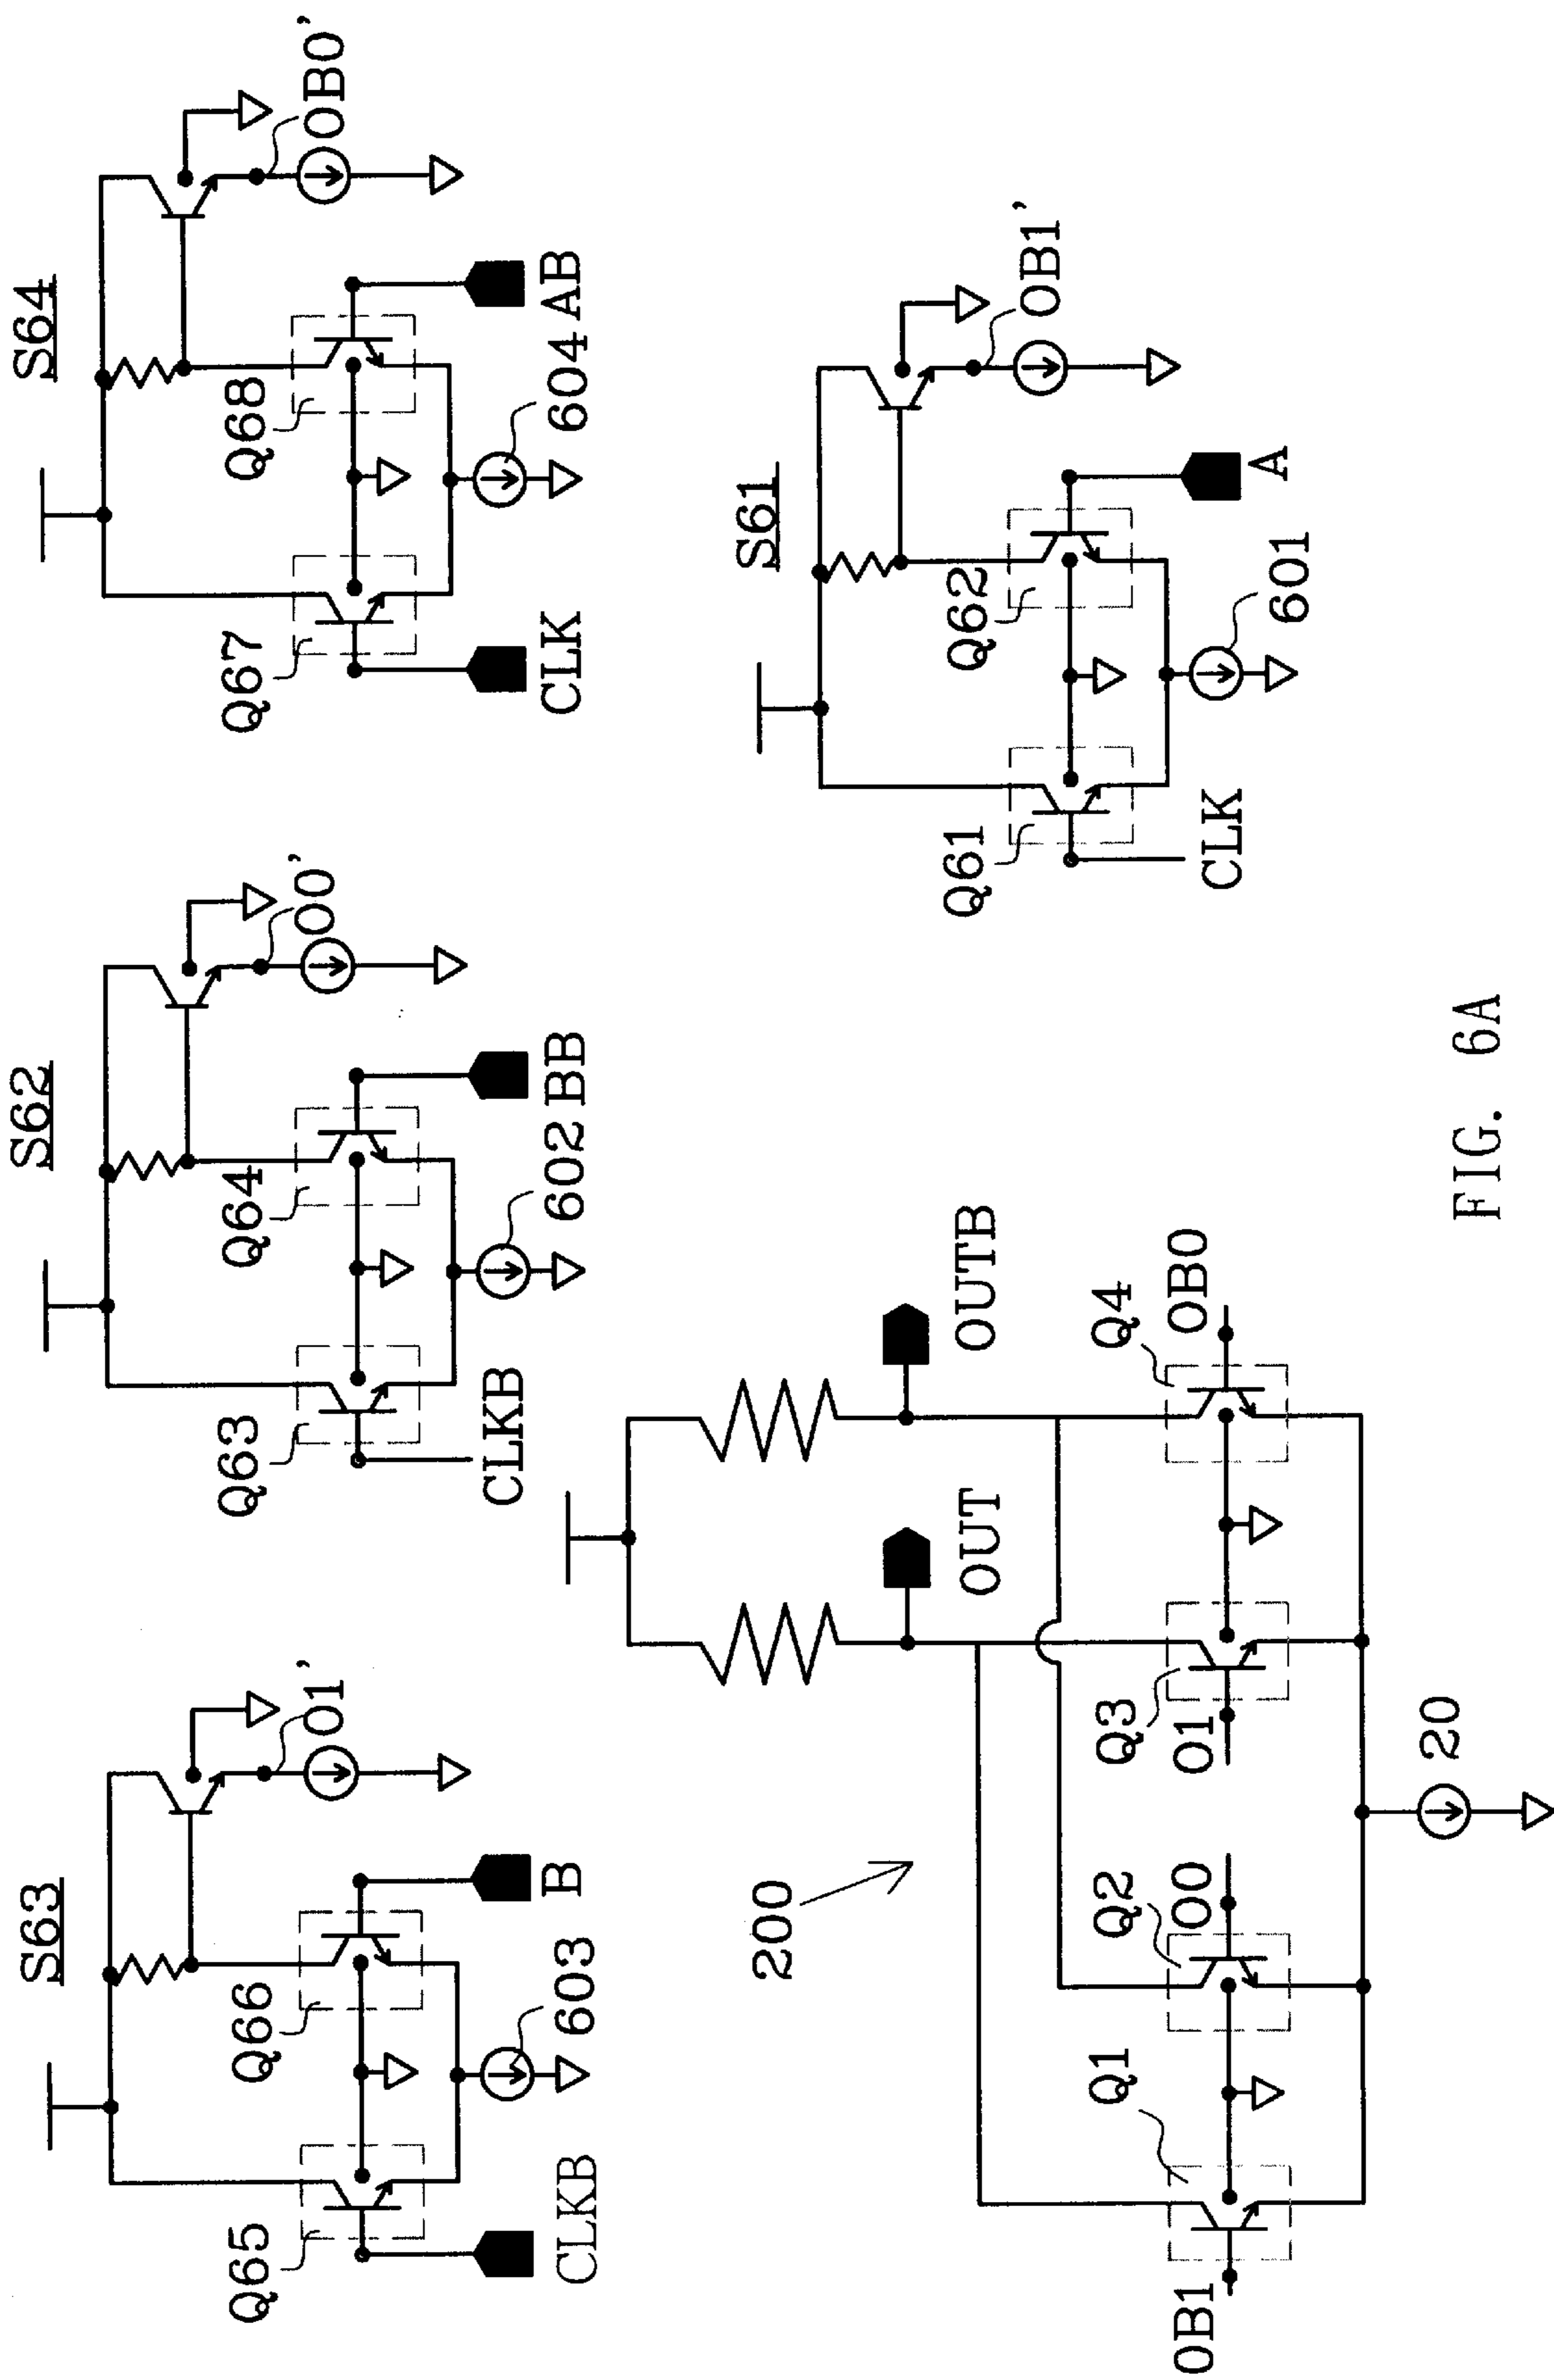 S63
Q65
Q66
CLKB
603
B
O1'
S62
Q63
Q64
CLKB
602
BB
O0'
S64
Q67
Q68
CLK
604
AB
OB0'
200
OUT
OUTB
Q1
Q2
Q3
Q4
OB1
O0
O1
OB0
20
S61
Q61
Q62
CLK
601
A
OB1'
FIG. 6A